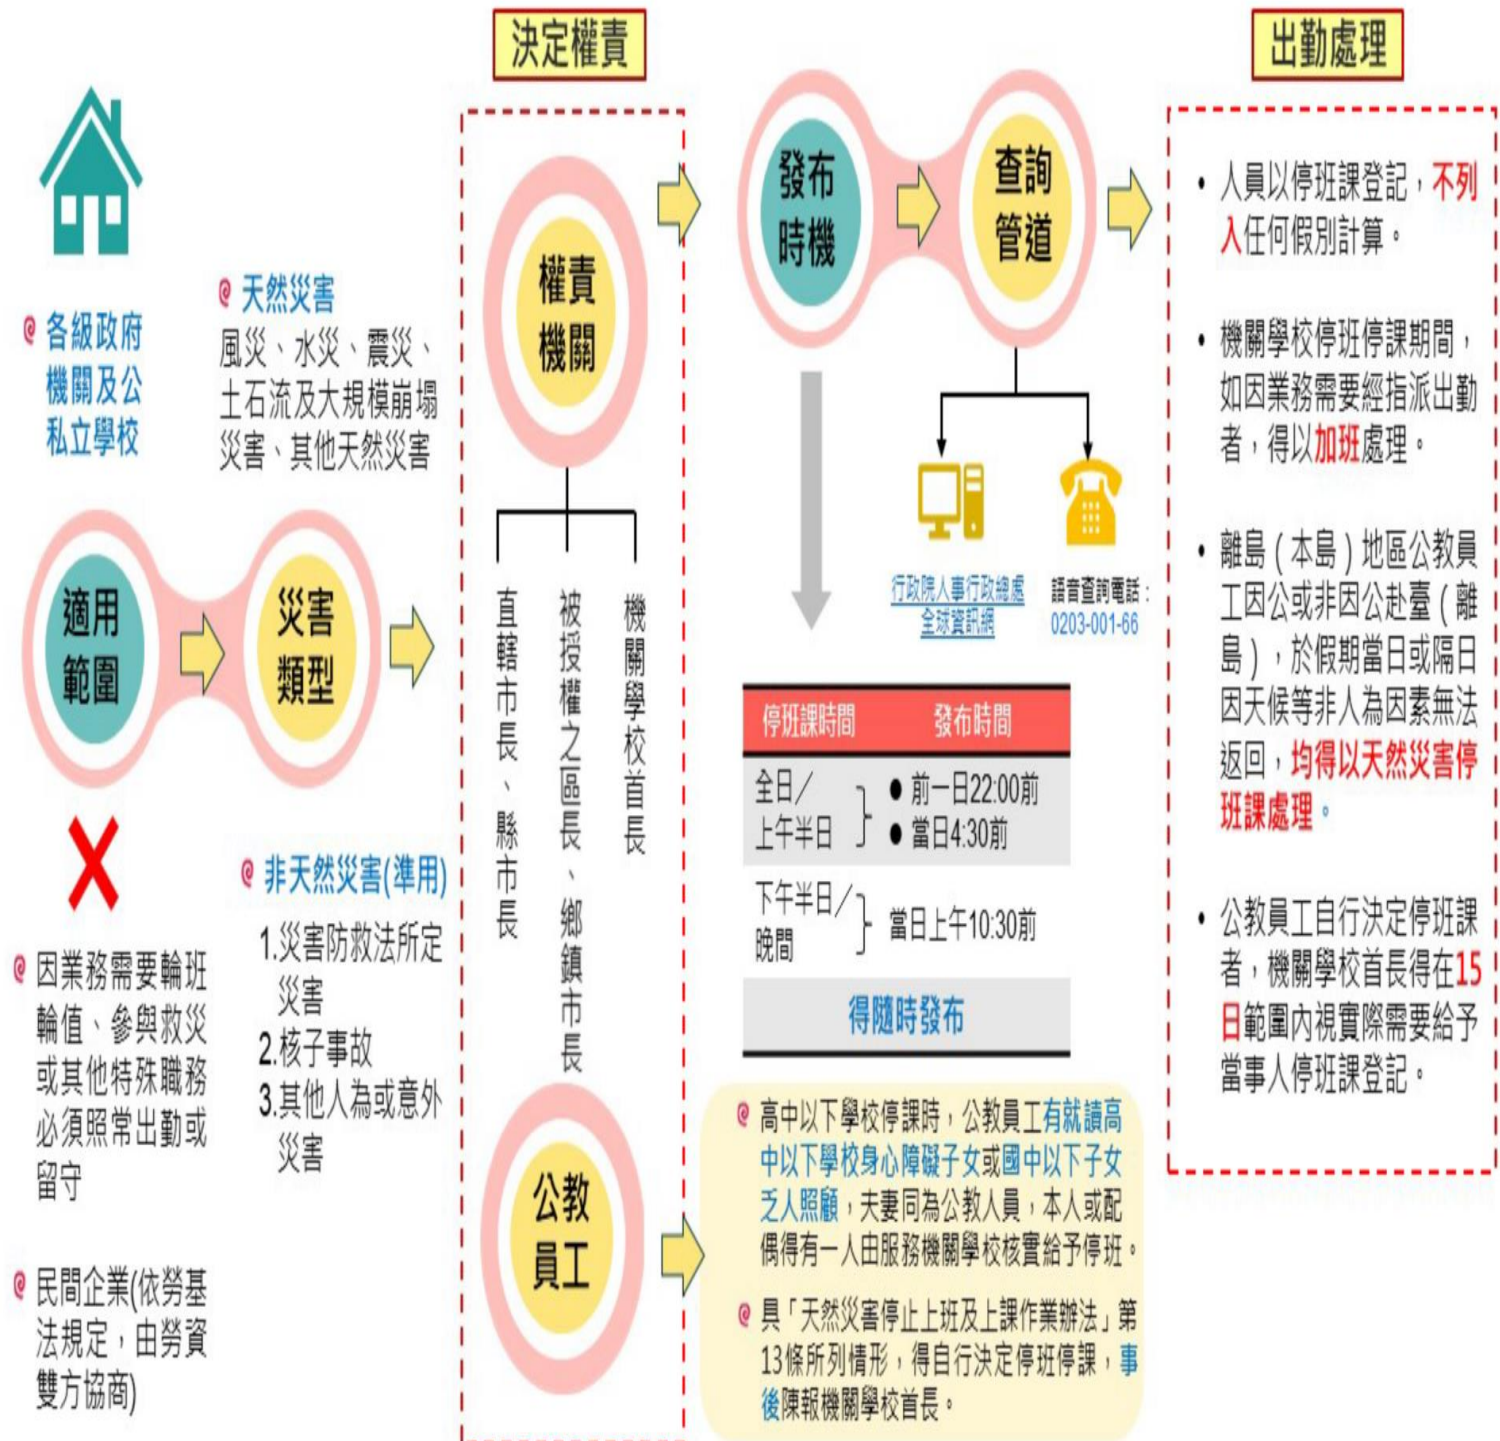 各級政府
機關及公
私立學校
天然災害
風災、水災、震災、
土石流及大規模崩塌
災害、其他天然災害
適用
範圍
災害
類型
因業務需要輪班
輪值、參與救災
或其他特殊職務
必須照常出勤或
留守
民間企業(依勞基
法規定，由勞資
雙方協商)
非天然災害(準用)
1.災害防救法所定
災害
2.核子事故
3.其他人為或意外
災害
決定權責
權責
機關
直轄市長、縣市長
被授權之區長、鄉鎮市長
機關學校首長
公教
員工
發布
時機
查詢
管道
行政院人事行政總處
全球資訊網
語音查詢電話：
0203-001-66
停班課時間 發布時間
全日／
上午半日
● 前一日22:00前
● 當日4:30前
下午半日／
晚間
當日上午10:30前
得隨時發布
高中以下學校停課時，公教員工有就讀高
中以下學校身心障礙子女或國中以下子女
乏人照顧，夫妻同為公教人員，本人或配
偶得有一人由服務機關學校核實給予停班。
具「天然災害停止上班及上課作業辦法」第
13條所列情形，得自行決定停班停課，事
後陳報機關學校首長。
出勤處理
• 人員以停班課登記，不列
入任何假別計算。
• 機關學校停班停課期間，
如因業務需要經指派出勤
者，得以加班處理。
• 離島（本島）地區公教員
工因公或非因公赴臺（離
島），於假期當日或隔日
因天候等非人為因素無法
返回，均得以天然災害停
班課處理。
• 公教員工自行決定停班課
者，機關學校首長得在15
日範圍內視實際需要給予
當事人停班課登記。